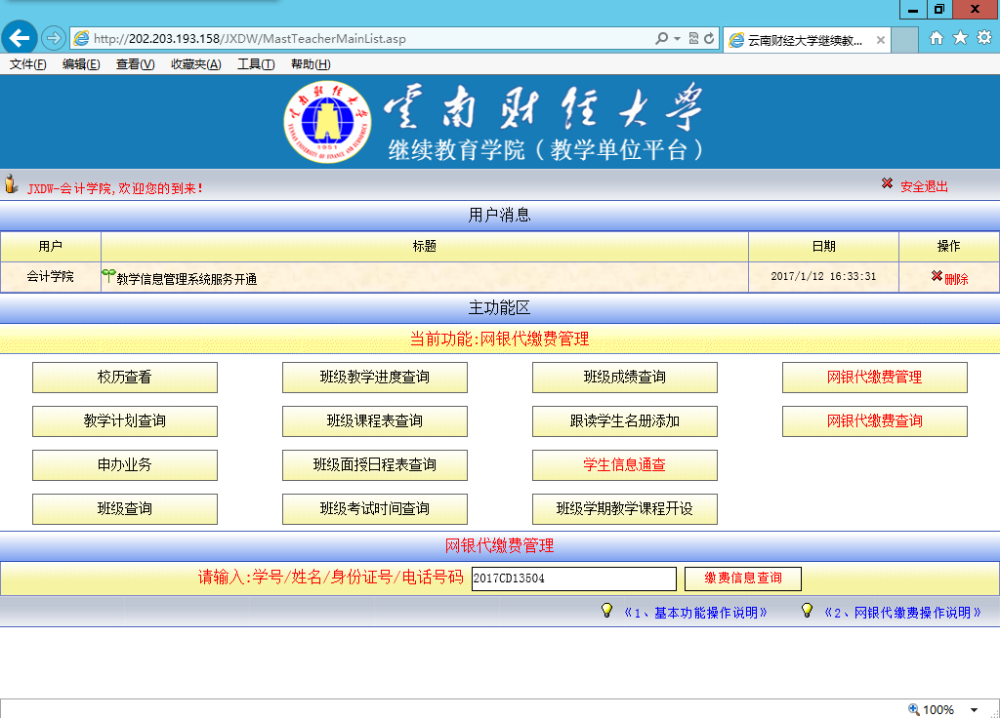 http://202.203.193.158/JXDW/MastTeacherMainList.asp
云南财经大学继续教...
文件(F) 编辑(E) 查看(V) 收藏夹(A) 工具(T) 帮助(H)
云南财经大学
继续教育学院（教学单位平台）
云南财经大学
YUNNAN UNIVERSITY OF FINANCE AND ECONOMICS
1951
JXDW-会计学院,欢迎您的到来!
安全退出
用户消息
用户 标题 日期 操作
会计学院 教学信息管理系统服务开通 2017/1/12 16:33:31 删除
主功能区
当前功能:网银代缴费管理
校历查看 班级教学进度查询 班级成绩查询 网银代缴费管理
教学计划查询 班级课程表查询 跟读学生名册添加 网银代缴费查询
申办业务 班级面授日程表查询 学生信息通查
班级查询 班级考试时间查询 班级学期教学课程开设
网银代缴费管理
请输入:学号/姓名/身份证号/电话号码 2017CD13504 缴费信息查询
《1、基本功能操作说明》 《2、网银代缴费操作说明》
100%